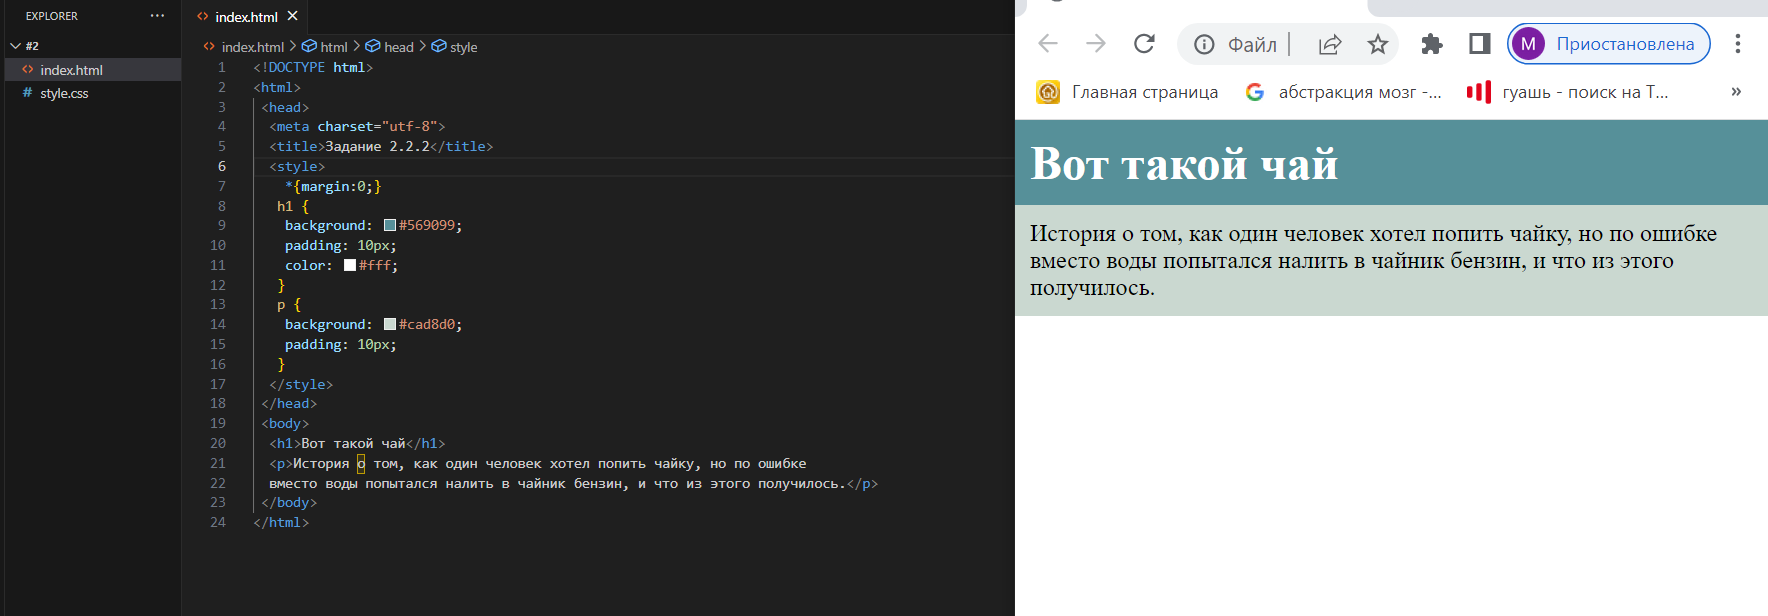 EXPLORER ...
#2
index.html
style.css
index.html
index.html > html > head > style
1 <!DOCTYPE html>
2 <html>
3 <head>
4 <meta charset="utf-8">
5 <title>Задание 2.2.2</title>
6 <style>
7 *{margin:0;}
8 h1 {
9 background: #569099;
10 padding: 10px;
11 color: #fff;
12 }
13 p {
14 background: #cad8d0;
15 padding: 10px;
16 }
17 </style>
18 </head>
19 <body>
20 <h1>Вот такой чай</h1>
21 <p>История о том, как один человек хотел попить чайку, но по ошибке
22 вместо воды попытался налить в чайник бензин, и что из этого получилось.</p>
23 </body>
24 </html>
Файл
М Приостановлена
Главная страница
абстракция мозг -...
гуашь - поиск на Т...
»
Вот такой чай
История о том, как один человек хотел попить чайку, но по ошибке
вместо воды попытался налить в чайник бензин, и что из этого
получилось.